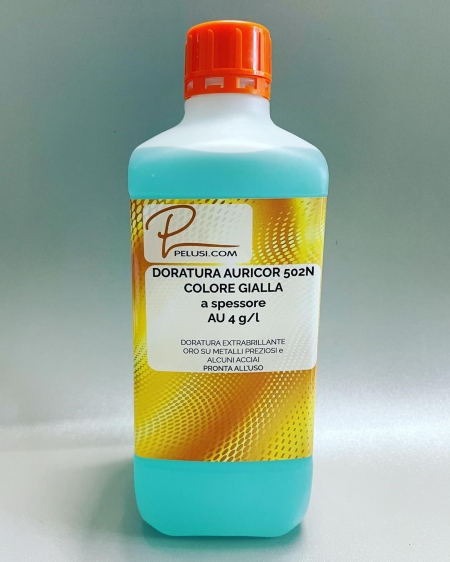 PELUSI.COM
DORATURA AURICOR 502N
COLORE GIALLA
a spessore
AU 4 g/l
DORATURA EXTRABRILLANTE
ORO SU METALLI PREZIOSI e
ALCUNI ACCIAI
PRONTA ALL'USO